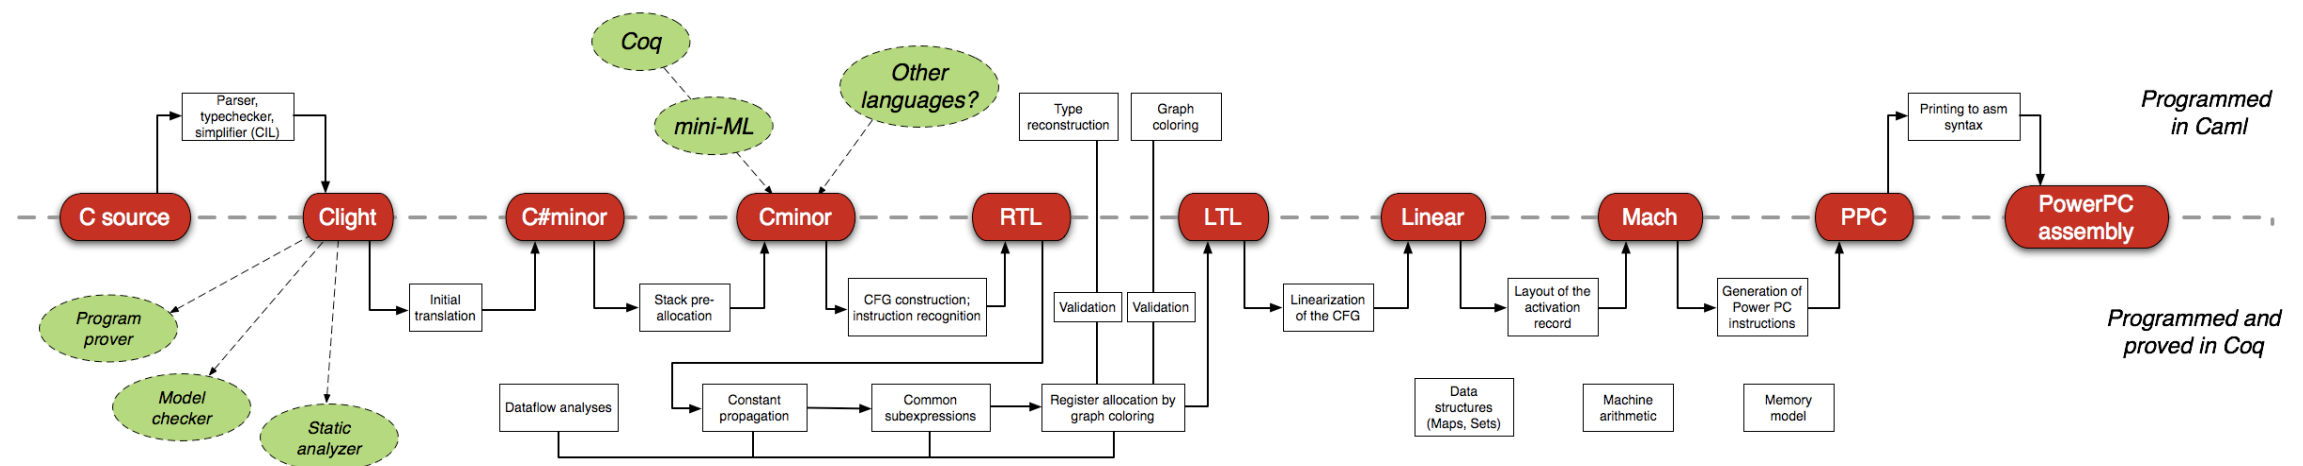 Coq
Other
languages?
mini-ML
Parser,
typechecker,
simplifier (CIL)
Type
reconstruction
Graph
coloring
Printing to asm
syntax
Programmed
in Caml
C source
Clight
C#minor
Cminor
RTL
LTL
Linear
Mach
PPC
PowerPC
assembly
Initial
translation
Stack pre-
allocation
CFG construction;
instruction recognition
Validation
Validation
Linearization
of the CFG
Layout of the
activation
record
Generation of
Power PC
instructions
Programmed and
proved in Coq
Program
prover
Model
checker
Static
analyzer
Dataflow analyses
Constant
propagation
Common
subexpressions
Register allocation by
graph coloring
Data
structures
(Maps, Sets)
Machine
arithmetic
Memory
model